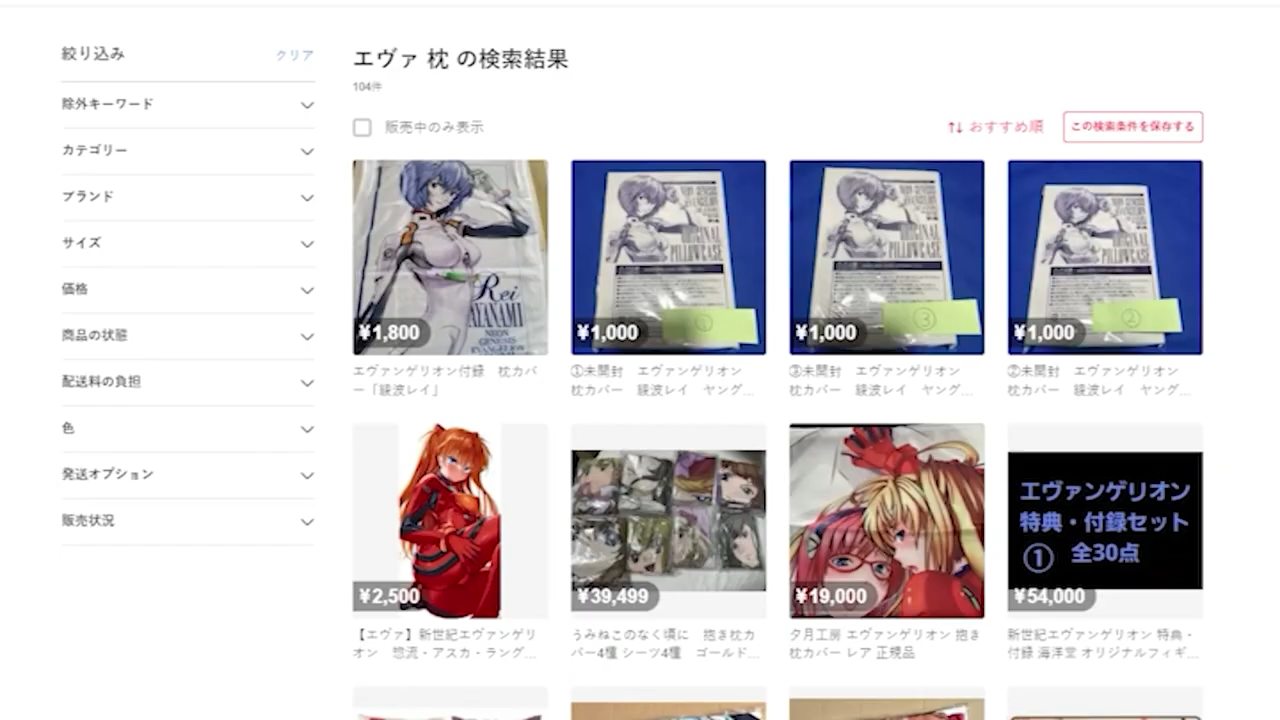 絞り込み
クリア
除外キーワード
カテゴリー
ブランド
サイズ
価格
商品の状態
配送料の負担
色
発送オプション
販売状況
エヴァ 枕 の検索結果
104件
販売中のみ表示
↑↓ おすすめ順
この検索条件を保存する
Rei
AYANAMI
NEON
GENESIS
EVANGELION
¥1,800
エヴァンゲリオン付録　枕カバ
ー「綾波レイ」
ORIGINAL
PILLOWCASE
①
¥1,000
①未開封　エヴァンゲリオン
枕カバー　綾波レイ　ヤング...
ORIGINAL
PILLOWCASE
③
¥1,000
③未開封　エヴァンゲリオン
枕カバー　綾波レイ　ヤング...
ORIGINAL
PILLOWCASE
②
¥1,000
②未開封　エヴァンゲリオン
枕カバー　綾波レイ　ヤング...
¥2,500
【エヴァ】新世紀エヴァンゲリ
オン　惣流・アスカ・ラング...
¥39,499
うみねこのなく頃に　抱き枕カ
バー4種 シーツ4種　ゴールド...
¥19,000
夕月工房 エヴァンゲリオン 抱き
枕カバー レア 正規品
エヴァンゲリオン
特典・付録セット
① 全30点
¥54,000
新世紀エヴァンゲリオン 特典・
付録 海洋堂 オリジナルフィギ...